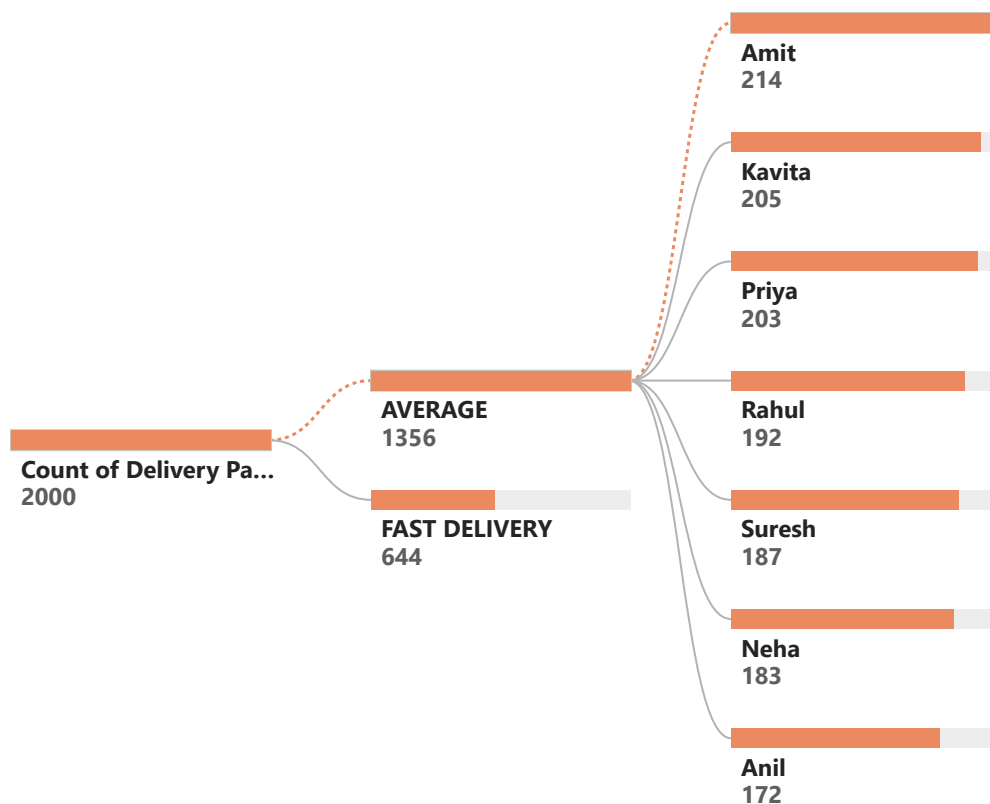 Count of Delivery Pa...
2000
AVERAGE
1356
FAST DELIVERY
644
Amit
214
Kavita
205
Priya
203
Rahul
192
Suresh
187
Neha
183
Anil
172